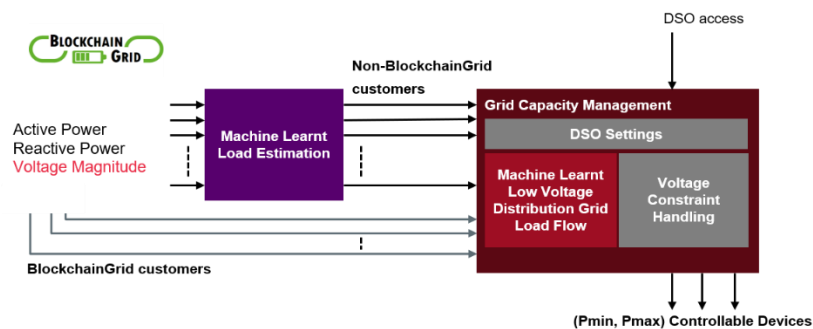 DSO access
BLOCKCHAIN
GRID
Non-BlockchainGrid
customers
Grid Capacity Management
Active Power
Reactive Power
Voltage Magnitude
Machine Learnt
Load Estimation
DSO Settings
Machine Learnt
Low Voltage
Distribution Grid
Load Flow
Voltage
Constraint
Handling
BlockchainGrid customers
(Pmin, Pmax) Controllable Devices